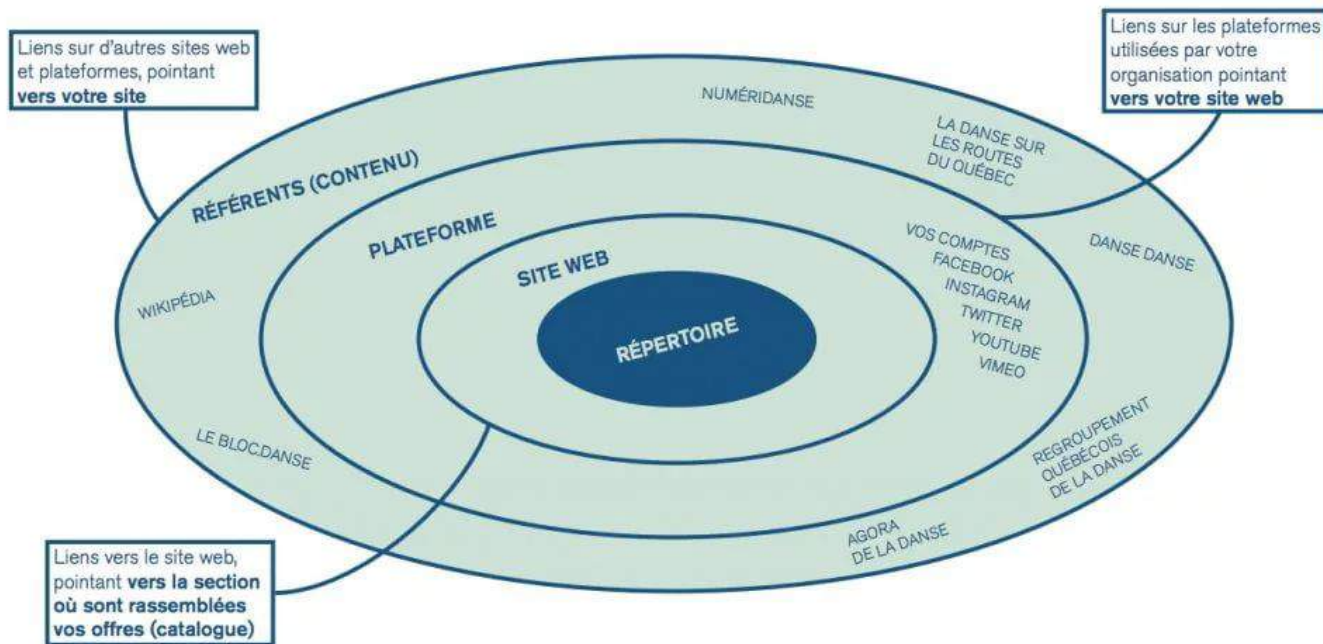 Liens sur d'autres sites web
et plateformes, pointant
vers votre site
Liens sur les plateformes
utilisées par votre
organisation pointant
vers votre site web
NUMÉRIDANSE
LA DANSE SUR
LES ROUTES
DU QUÉBEC
RÉFÉRENTS (CONTENU)
PLATEFORME
SITE WEB
RÉPERTOIRE
VOS COMPTES
FACEBOOK
INSTAGRAM
TWITTER
YOUTUBE
VIMEO
DANSE DANSE
WIKIPÉDIA
LE BLOC.DANSE
REGROUPEMENT
QUÉBÉCOIS
DE LA DANSE
AGORA
DE LA DANSE
Liens vers le site web,
pointant vers la section
où sont rassemblées
vos offres (catalogue)